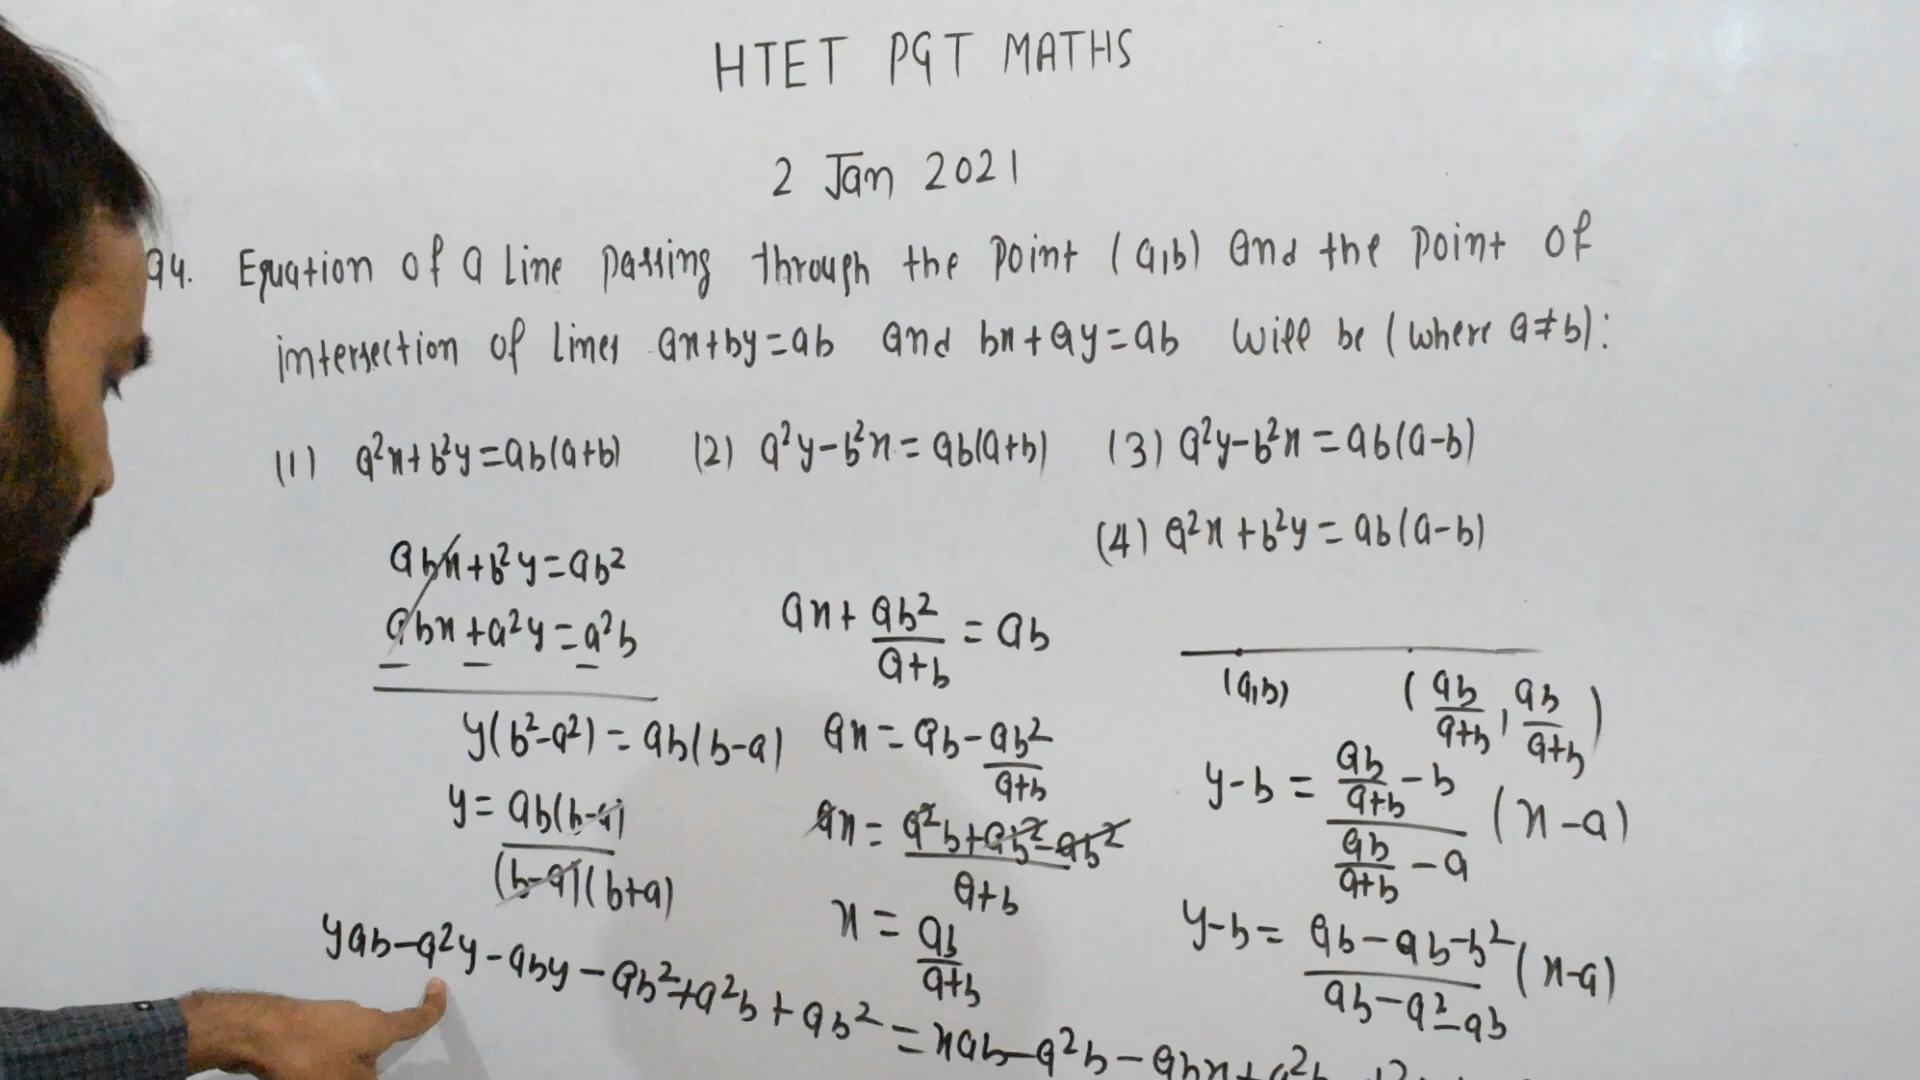 HTET PGT MATHS
2 Jan 2021
94. Equation of a line passing through the point (a,b) and the point of
intersection of lines ax+by=ab and bx+ay=ab will be (where a≠b):
(1) a²x+b²y=ab(a+b) (2) a²y-b²x=ab(a+b) (3) a²y-b²x=ab(a-b)
(4) a²x+b²y=ab(a-b)
abx+b²y=ab²
abx+a²y=a²b
y(b²-a²)=ab(b-a)
y=ab(b-a)/(b-a)(b+a)
ax+ab²/a+b=ab
ax=ab-ab²/a+b
ax=a²b+ab²-ab²/a+b
x=ab/a+b
(a,b) (ab/a+b, ab/a+b)
y-b=ab/a+b-b/ab/a+b-a(x-a)
y-b=ab-ab-b²/ab-a²-ab(x-a)
yab-a²y-aby-ab²+a²b+ab²=xab-a²b-abx+a²b